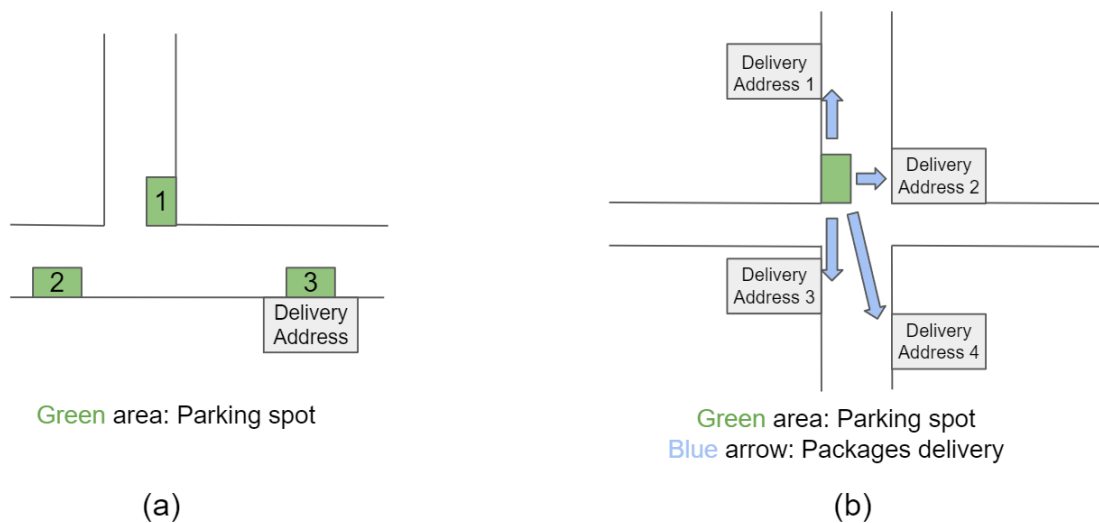 1
2
3
Delivery
Address
Green area: Parking spot
(a)
Delivery
Address 1
Delivery
Address 2
Delivery
Address 3
Delivery
Address 4
Green area: Parking spot
Blue arrow: Packages delivery
(b)